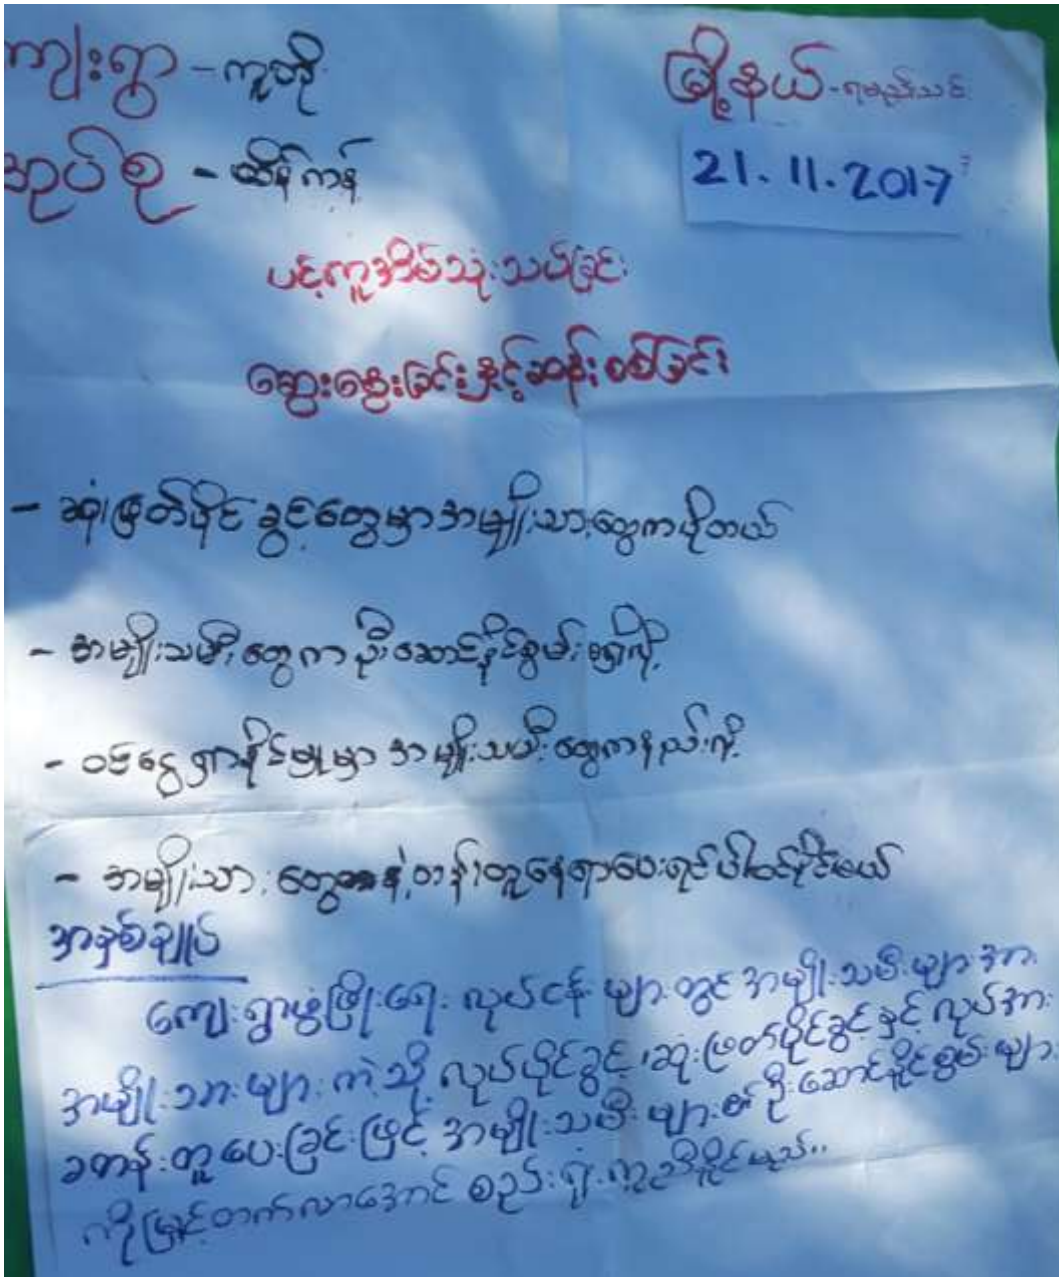 ကျေးရွာ - ကူတို့
မြို့နယ် - ရမည်းသင်း
အုပ်စု - ထိန်ကန်
21.11.2017
ပင့်ကူအိမ်သုံးသပ်ခြင်း
ဆွေးနွေးခြင်းနှင့်ဆန်းစစ်ခြင်း
- ဆုံးဖြတ်ပိုင်ခွင့်တွေမှာအမျိုးသားတွေကပိုတယ်
- အမျိုးသမီးတွေကဦးဆောင်နိုင်စွမ်းမရှိလို့
- ဝင်ငွေရှာနိုင်မှုမှာအမျိုးသမီးတွေကနည်းလို့
- အမျိုးသားတွေနဲ့တန်းတူနေရာပေးရင်ပါဝင်နိုင်မယ်
အနှစ်ချုပ်
ကျေးရွာဖွံ့ဖြိုးရေးလုပ်ငန်းများတွင်အမျိုးသမီးများအား
အမျိုးသားများကဲ့သို့လုပ်ပိုင်ခွင့်၊ဆုံးဖြတ်ပိုင်ခွင့်နှင့်လုပ်အား
ခတန်းတူပေးခြင်းဖြင့်အမျိုးသမီးများ၏ဦးဆောင်နိုင်စွမ်းများ
ကိုမြှင့်တက်လာအောင်စည်းရုံးကူညီနိုင်မည်..